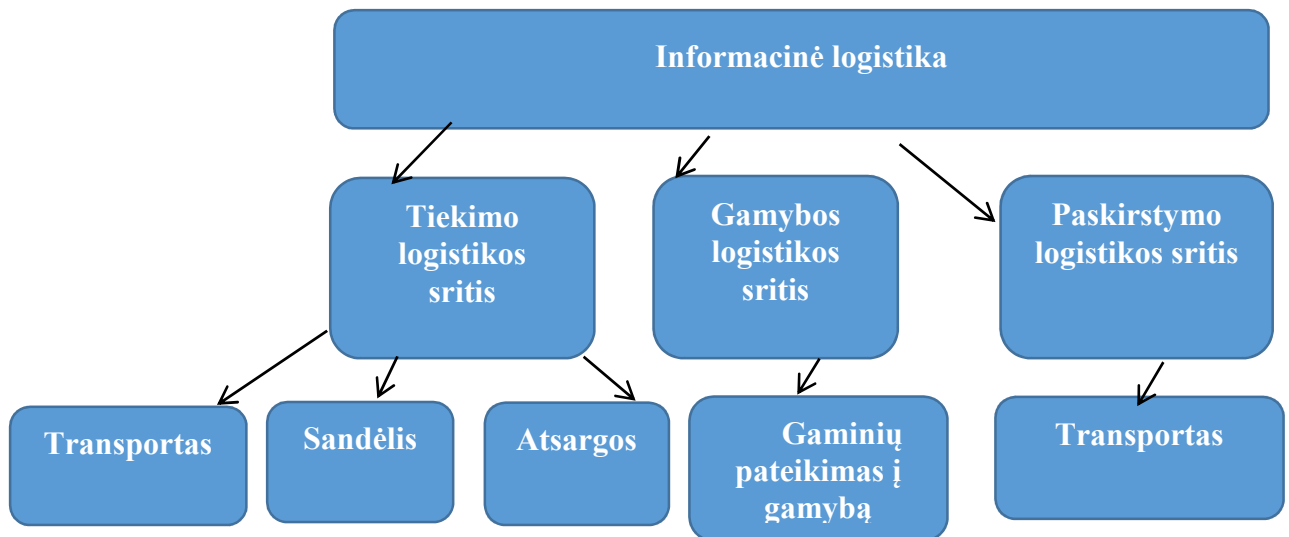 Informacinė logistika
Tiekimo
logistikos
sritis
Gamybos
logistikos
sritis
Paskirstymo
logistikos sritis
Transportas
Sandėlis
Atsargos
Gaminių
pateikimas į
gamybą
Transportas